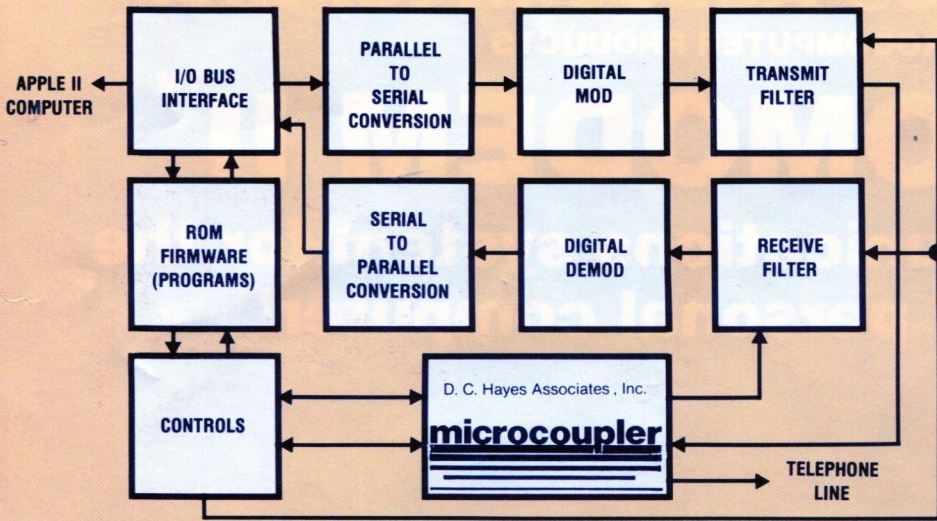 APPLE II
COMPUTER
I/O BUS
INTERFACE
PARALLEL
TO
SERIAL
CONVERSION
DIGITAL
MOD
TRANSMIT
FILTER
ROM
FIRMWARE
(PROGRAMS)
SERIAL
TO
PARALLEL
CONVERSION
DIGITAL
DEMOD
RECEIVE
FILTER
CONTROLS
D. C. Hayes Associates, Inc.
microcoupler
TELEPHONE
LINE